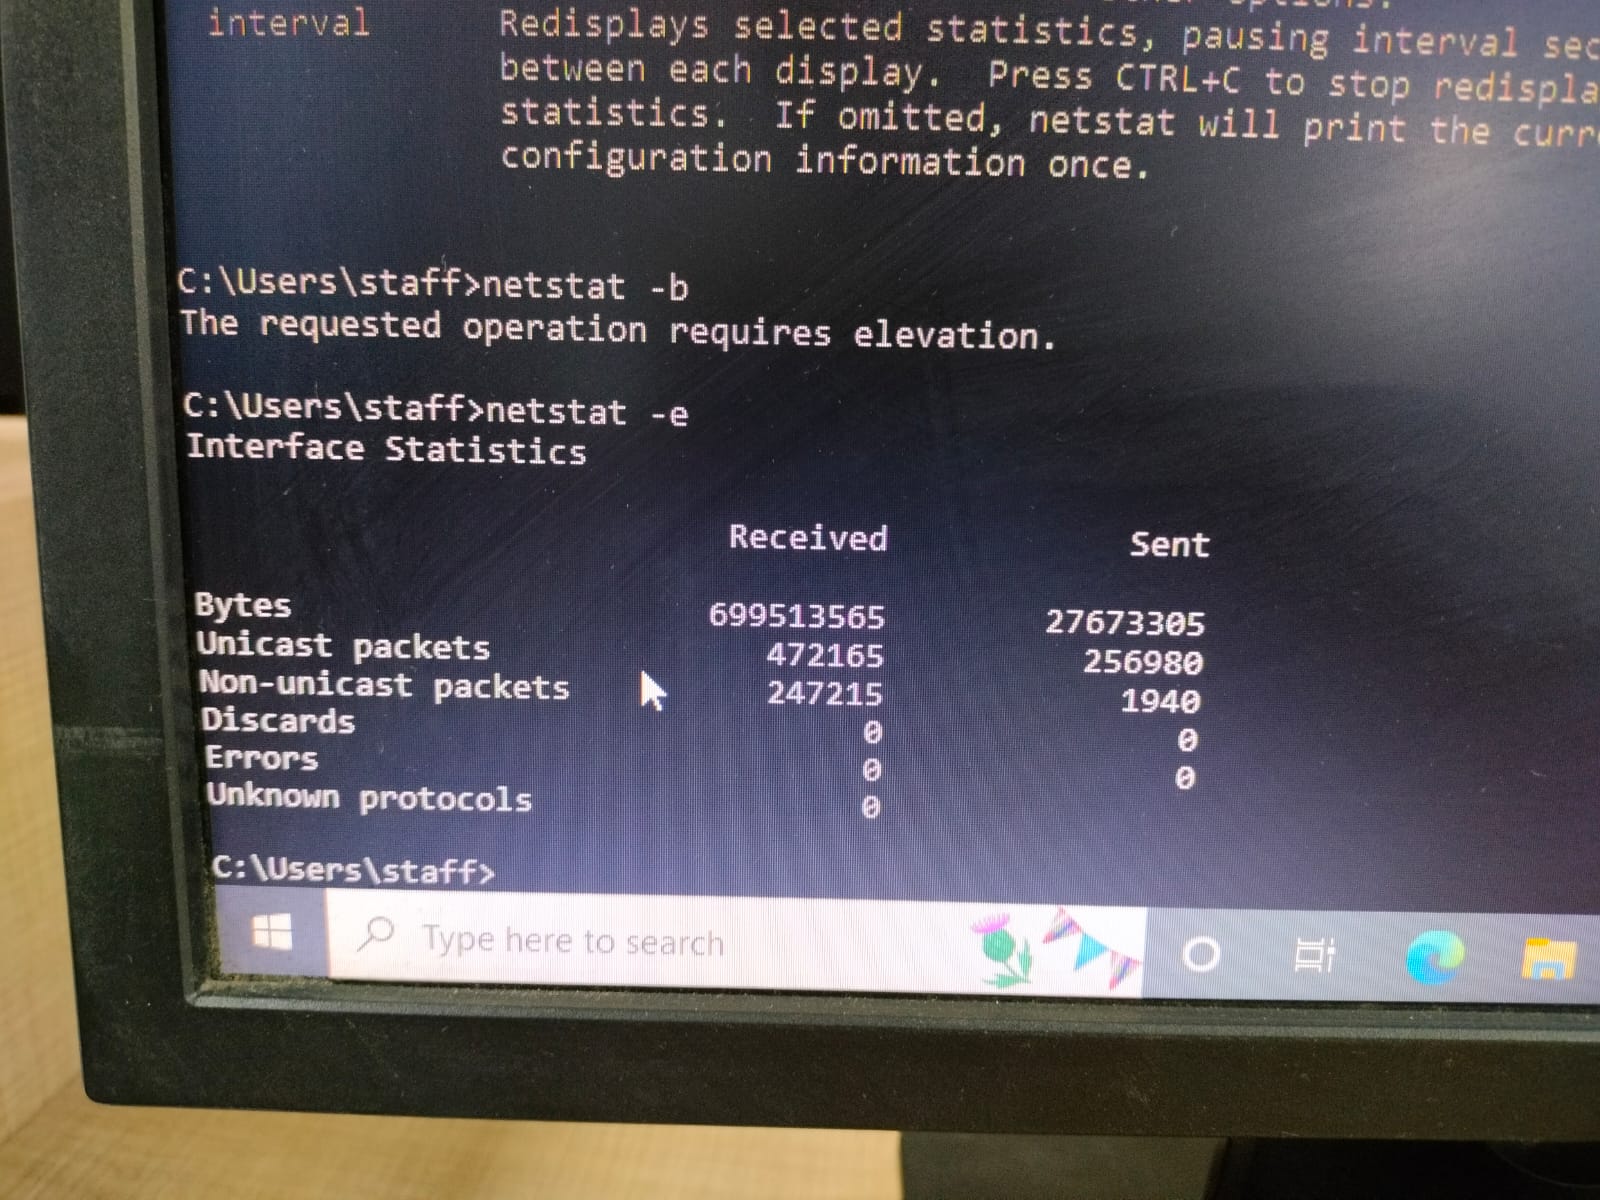 interval Redisplays selected statistics, pausing interval sec
between each display. Press CTRL+C to stop redispla
statistics. If omitted, netstat will print the curr
configuration information once.
C:\Users\staff>netstat -b
The requested operation requires elevation.
C:\Users\staff>netstat -e
Interface Statistics
Received Sent
Bytes 699513565 27673305
Unicast packets 472165 256980
Non-unicast packets 247215 1940
Discards 0 0
Errors 0 0
Unknown protocols 0
C:\Users\staff>
Type here to search